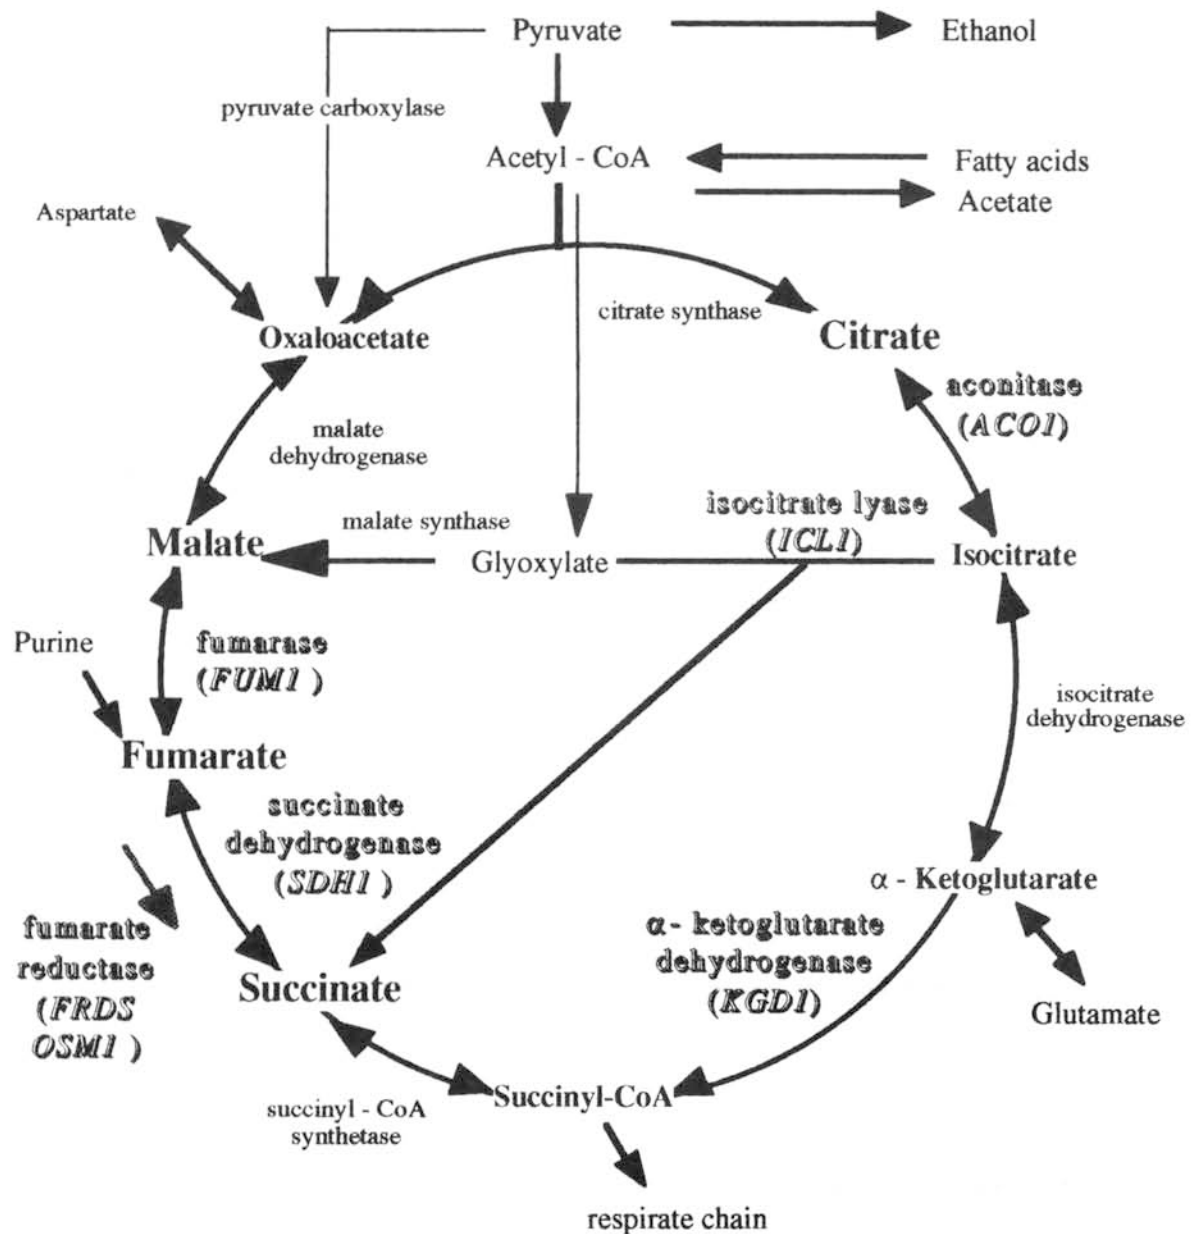 Pyruvate
Ethanol
pyruvate carboxylase
Acetyl - CoA
Fatty acids
Acetate
Aspartate
citrate synthase
Oxaloacetate
Citrate
aconitase
(ACO1)
malate
dehydrogenase
isocitrate lyase
(ICL1)
malate synthase
Malate
Glyoxylate
Isocitrate
Purine
fumarase
(FUM1 )
isocitrate
dehydrogenase
Fumarate
succinate
dehydrogenase
(SDH1 )
α - Ketoglutarate
fumarate
reductase
(FRDS
OSM1 )
α- ketoglutarate
dehydrogenase
(KGD1)
Succinate
Glutamate
Succinyl-CoA
succinyl - CoA
synthetase
respirate chain